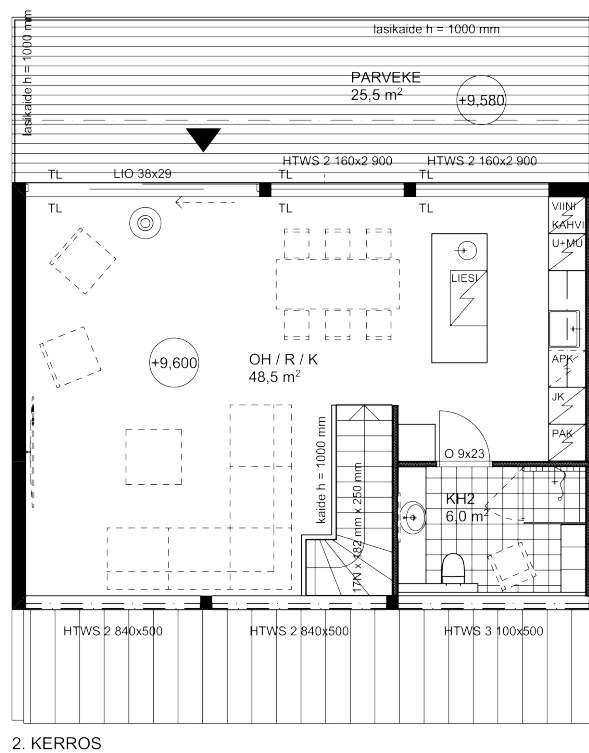 lasikaide h = 1000 mm
lasikaide h = 1000 mm
PARVEKE
25,5 m²
+9,580
HTWS 2 160x2 900
HTWS 2 160x2 900
TL
LIO 38x29
TL
TL
TL
TL
TL
VIINI
KAHVI
U+MU
LIESI
APK
JK
PAK
+9,600
OH / R / K
48,5 m²
kaide h = 1000 mm
17N x 182 mm x 250 mm
O 9x23
KH2
6,0 m²
HTWS 2 840x500
HTWS 2 840x500
HTWS 3 100x500
2. KERROS